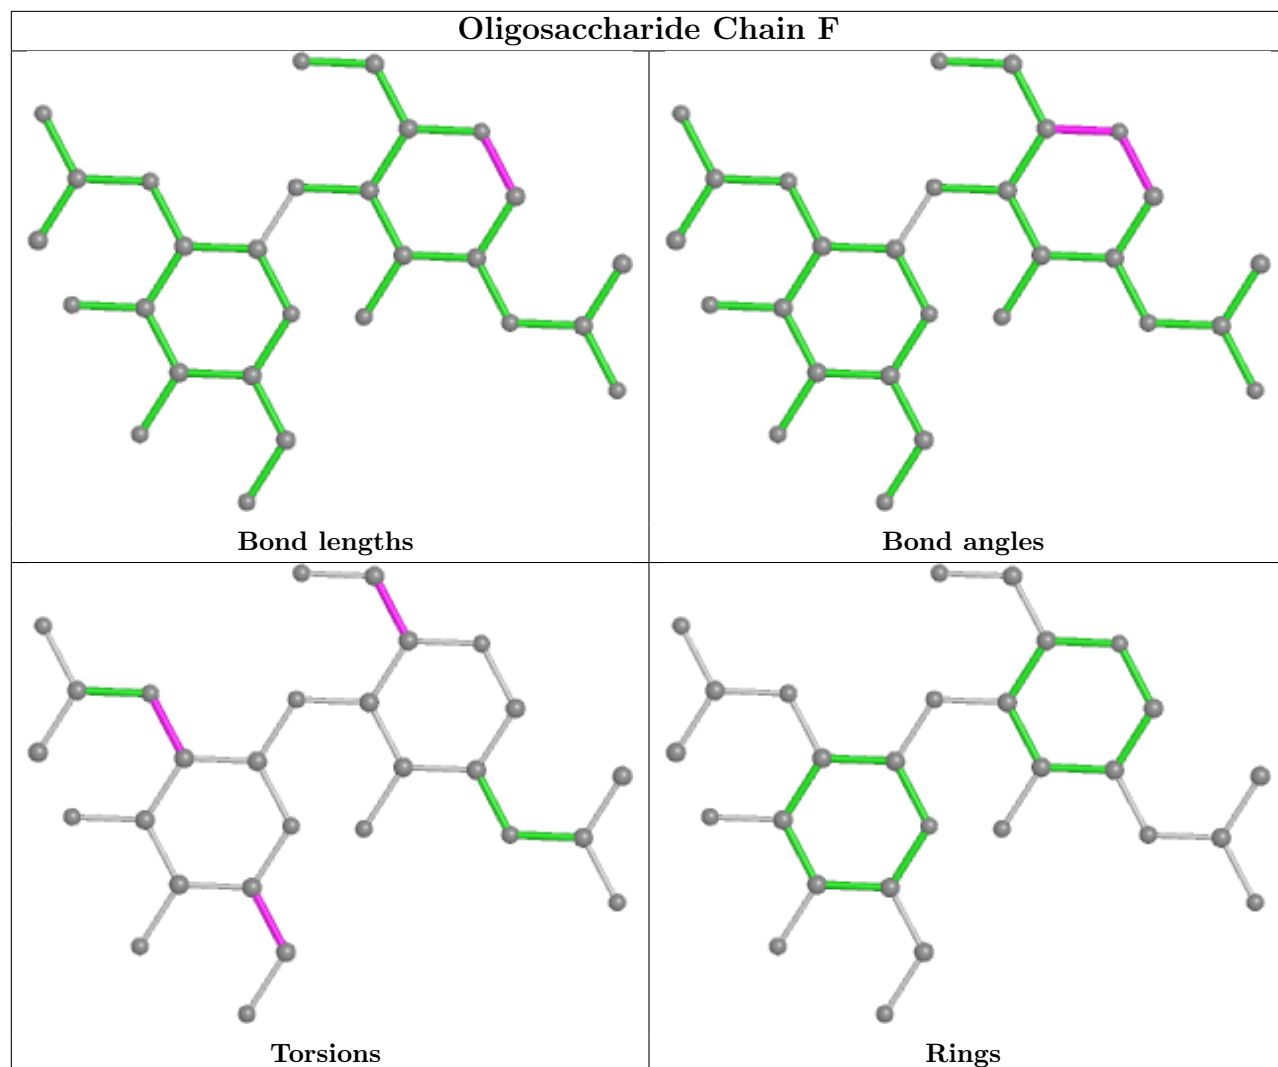 Oligosaccharide Chain F
Bond lengths
Bond angles
Torsions
Rings